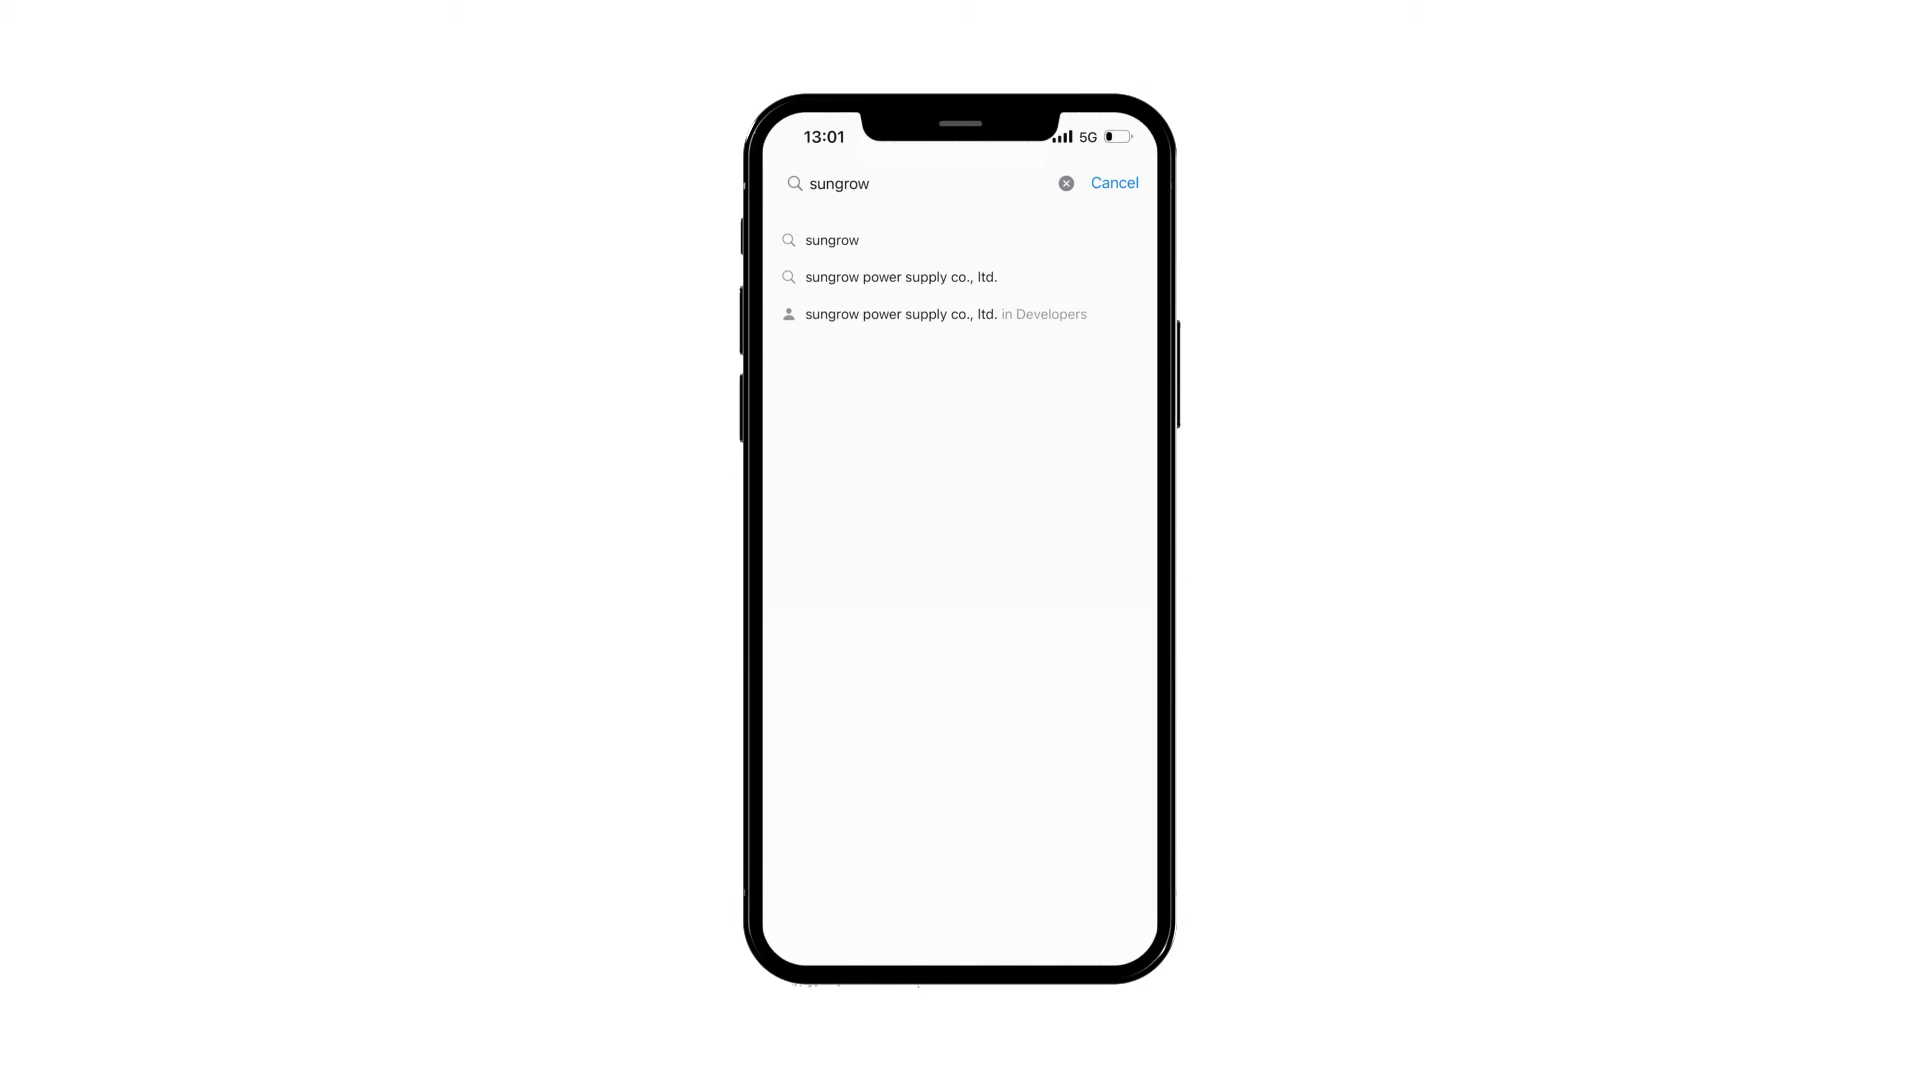 13:01 5G
sungrow Cancel
sungrow
sungrow power supply co., ltd.
sungrow power supply co., ltd. in Developers